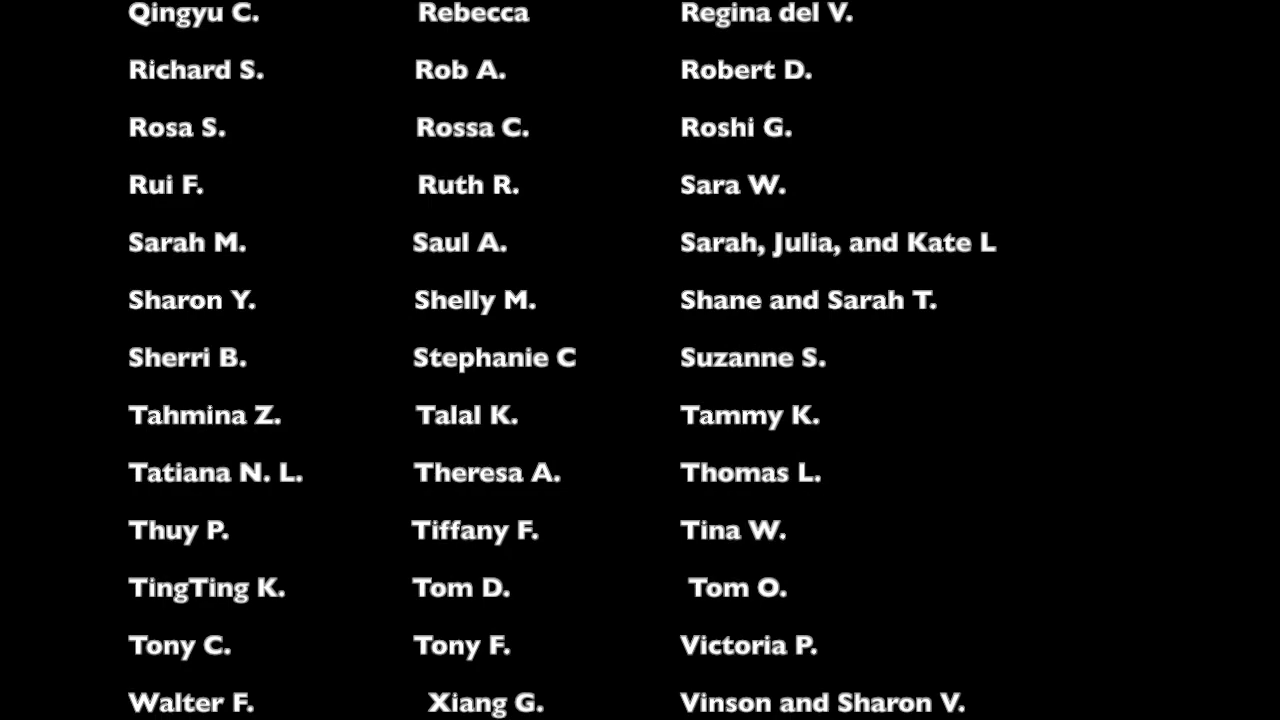 Qingyu C. Rebecca Regina del V.
Richard S. Rob A. Robert D.
Rosa S. Rossa C. Roshi G.
Rui F. Ruth R. Sara W.
Sarah M. Saul A. Sarah, Julia, and Kate L
Sharon Y. Shelly M. Shane and Sarah T.
Sherri B. Stephanie C Suzanne S.
Tahmina Z. Talal K. Tammy K.
Tatiana N. L. Theresa A. Thomas L.
Thuy P. Tiffany F. Tina W.
TingTing K. Tom D. Tom O.
Tony C. Tony F. Victoria P.
Walter F. Xiang G. Vinson and Sharon V.